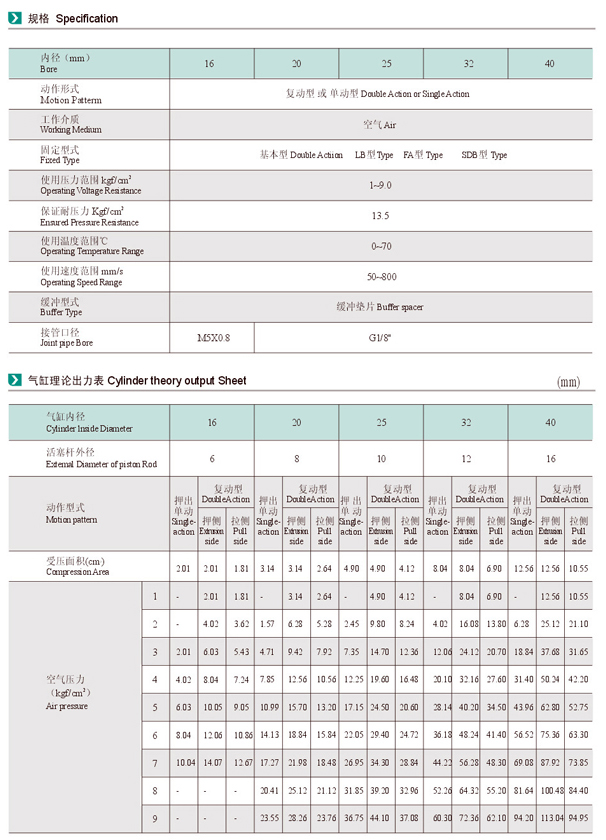 规格 Specification
内径（mm） 16 20 25 32 40
Bore
动作形式 复动型 或 单动型 Double Action or Single Action
Motion Patterm
工作介质 空气 Air
Working Medium
固定型式 基本型 Double Actiion LB型Type FA型 Type SDB型 Type
Fixed Type
使用压力范围 kgf/cm² 1~9.0
Operating Voltage Resistance
保证耐压力 Kgf/cm² 13.5
Ensured Pressure Resistance
使用温度范围℃ 0~70
Operating Temperature Range
使用速度范围 mm/s 50~800
Operating Speed Range
缓冲型式 缓冲垫片 Buffer spacer
Buffer Type
接管口径 M5X0.8 G1/8"
Joint pipe Bore
气缸理论出力表 Cylinder theory output Sheet (mm)
气缸内径 16 20 25 32 40
Cylinder Inside Diameter
活塞杆外径 6 8 10 12 16
External Diameter of piston Rod
动作型式
Motion pattern
押出单动 Single-action 复动型 DoubleAction 押侧 Extrusion side 拉侧 Pull side
押出单动 Single-action 复动型 DoubleAction 押侧 Extrusion side 拉侧 Pull side
押出单动 Single-action 复动型 DoubleAction 押侧 Extrusion side 拉侧 Pull side
押出单动 Single-action 复动型 DoubleAction 押侧 Extrusion side 拉侧 Pull side
押出单动 Single-action 复动型 DoubleAction 押侧 Extrusion side 拉侧 Pull side
受压面积(cm) 2.01 2.01 1.81 3.14 3.14 2.64 4.90 4.90 4.12 8.04 8.04 6.90 12.56 12.56 10.55
Compression Area
空气压力
（kgf/cm²）
Air pressure
1 - 2.01 1.81 - 3.14 2.64 - 4.90 4.12 - 8.04 6.90 - 12.56 10.55
2 - 4.02 3.62 1.57 6.28 5.28 2.45 9.80 8.24 4.02 16.08 13.80 6.28 25.12 21.10
3 2.01 6.03 5.43 4.71 9.42 7.92 7.35 14.70 12.36 12.06 24.12 20.70 18.84 37.68 31.65
4 4.02 8.04 7.24 7.85 12.56 10.56 12.25 19.60 16.48 20.10 32.16 27.60 31.40 50.24 42.20
5 6.03 10.05 9.05 10.99 15.70 13.20 17.15 24.50 20.60 28.14 40.20 34.50 43.96 62.80 52.75
6 8.04 12.06 10.86 14.13 18.84 15.84 22.05 29.40 24.72 36.18 48.24 41.40 56.52 75.36 63.30
7 10.04 14.07 12.67 17.27 21.98 18.48 26.95 34.30 28.84 44.22 56.28 48.30 69.08 87.92 73.85
8 - - - 20.41 25.12 21.12 31.85 39.20 32.96 52.26 64.32 55.20 81.64 100.48 84.40
9 - - - 23.55 28.26 23.76 36.75 44.10 37.08 60.30 72.36 62.10 94.20 113.04 94.95